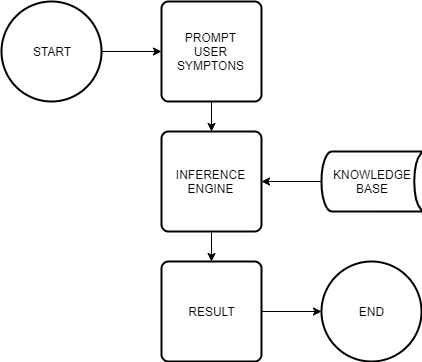 START
PROMPT
USER
SYMPTONS
INFERENCE
ENGINE
KNOWLEDGE
BASE
RESULT
END